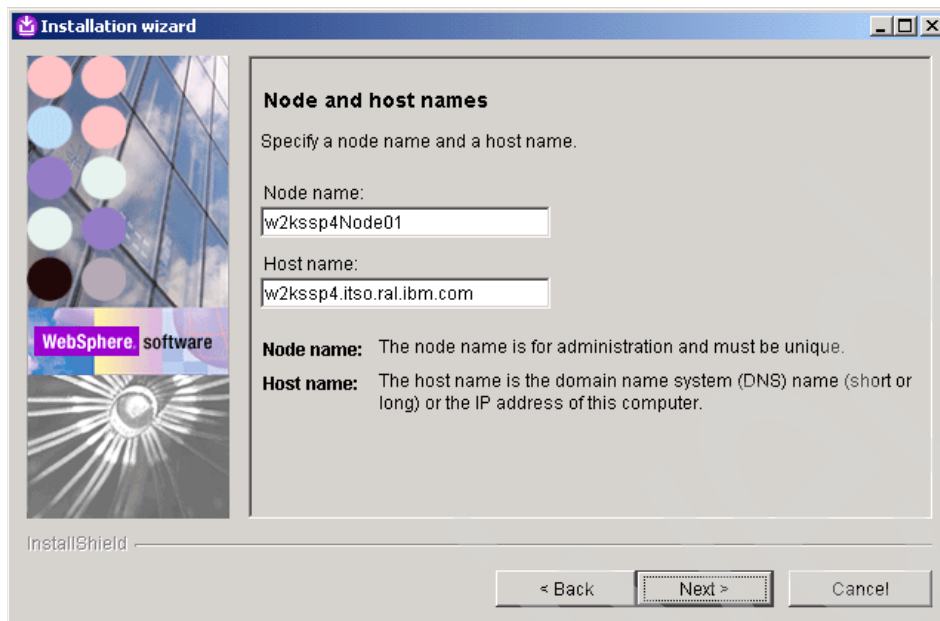 Installation wizard
Node and host names
Specify a node name and a host name.
Node name:
w2kssp4Node01
Host name:
w2kssp4.itso.ral.ibm.com
WebSphere. software
Node name: The node name is for administration and must be unique.
Host name: The host name is the domain name system (DNS) name (short or
long) or the IP address of this computer.
InstallShield
< Back Next > Cancel